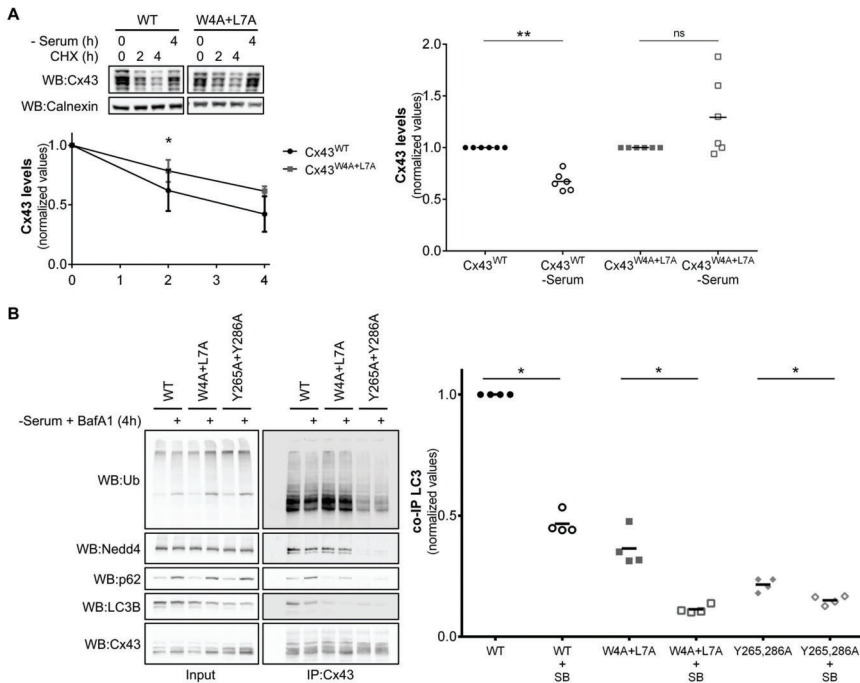 A
WT W4A+L7A
- Serum (h) 0 4 0 4
CHX (h) 0 2 4 0 2 4
WB:Cx43
WB:Calnexin
Cx43 levels
(normalized values)
1.0
0.5
0.0
*
0 1 2 3 4
Cx43WT
Cx43W4A+L7A
Cx43 levels
(normalized values)
2.0
1.5
1.0
0.5
0.0
** ns
Cx43WT Cx43WT Cx43W4A+L7A Cx43W4A+L7A
-Serum -Serum
B
WT W4A+L7A Y265A+Y286A WT W4A+L7A Y265A+Y286A
-Serum + BafA1 (4h) + + + + + +
WB:Ub
WB:Nedd4
WB:p62
WB:LC3B
WB:Cx43
Input IP:Cx43
co-IP LC3
(normalized values)
1.0
0.5
0.0
* * *
WT WT W4A+L7A W4A+L7A Y265,286A Y265,286A
+ + +
SB SB SB